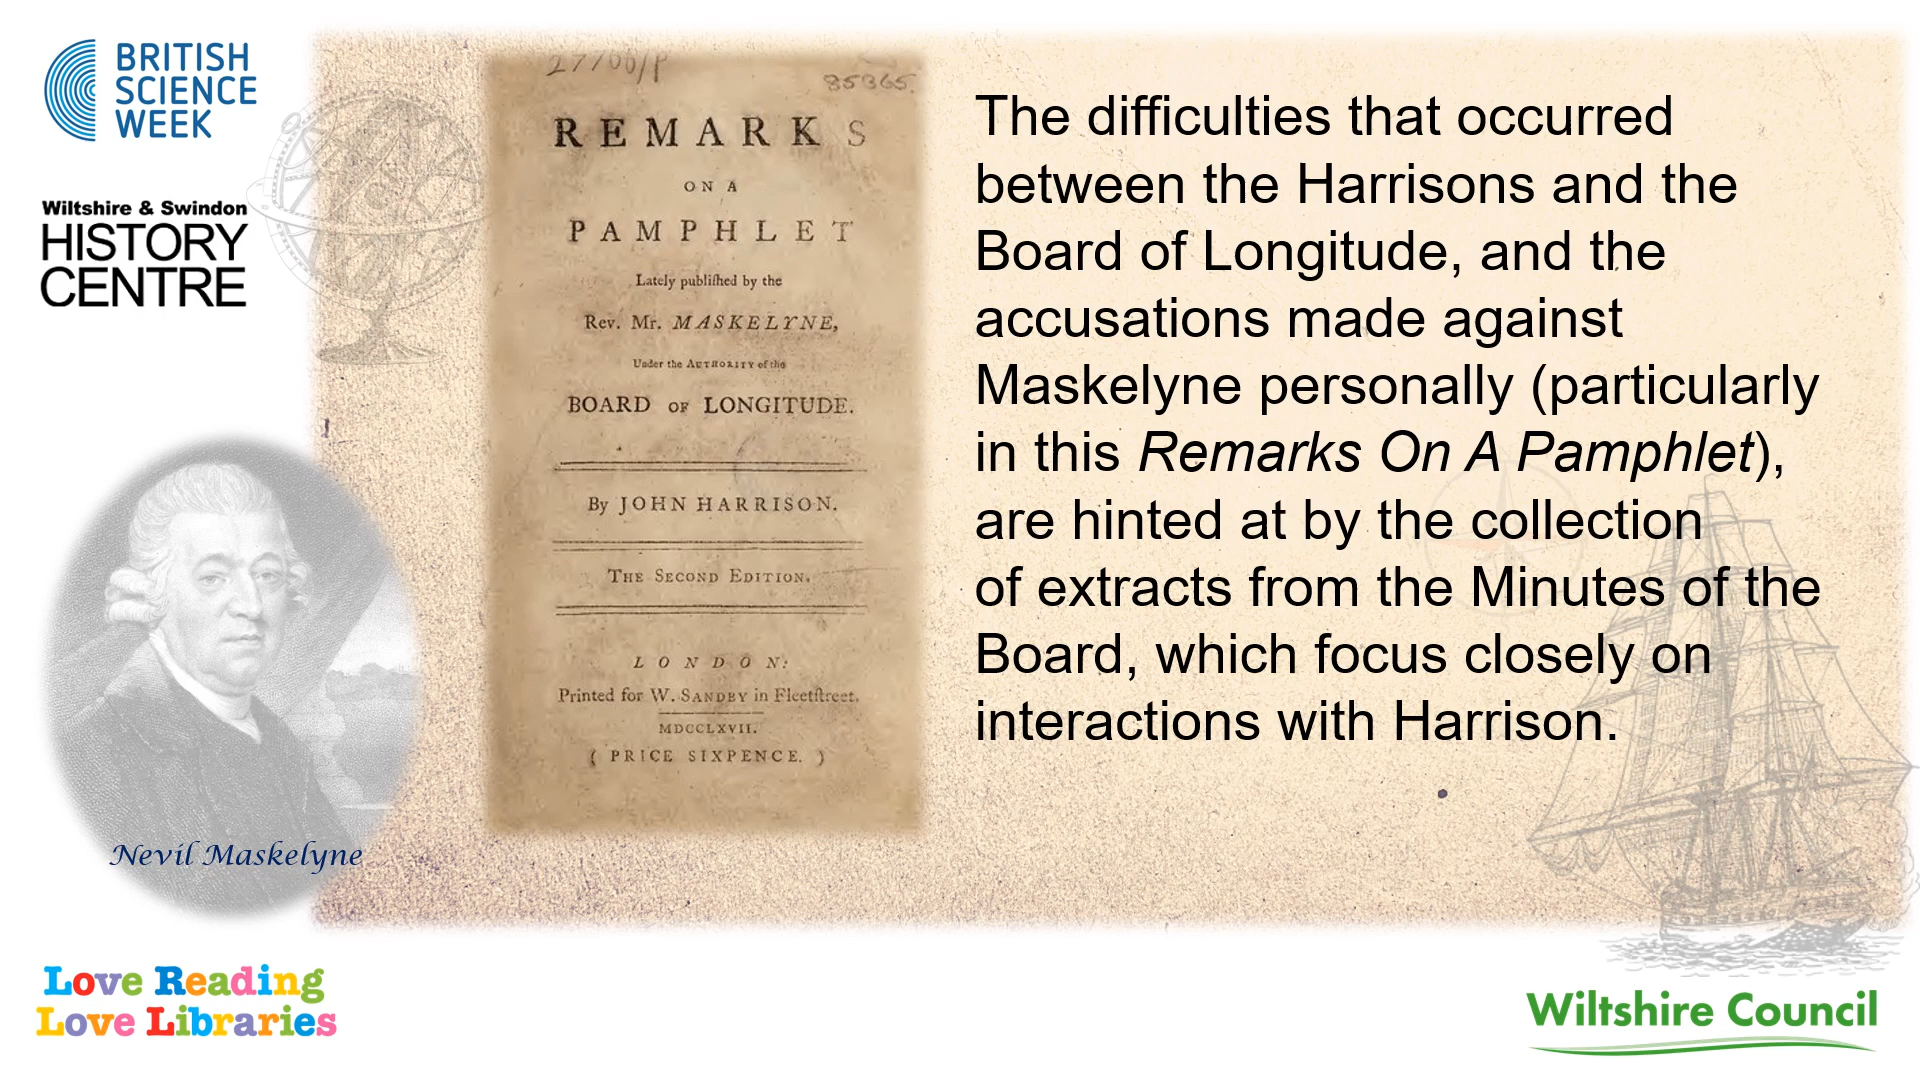 BRITISH
SCIENCE
WEEK
Wiltshire & Swindon
HISTORY
CENTRE
Nevil Maskelyne
Love Reading
Love Libraries
27706/P
85365.
REMARKS
ON A
PAMPHLET
Lately publiſhed by the
Rev. Mr. MASKELYNE,
Under the AUTHORITY of the
BOARD OF LONGITUDE.
By JOHN HARRISON.
THE SECOND EDITION.
LONDON:
Printed for W. SANDBY in Fleetſtreet.
MDCCLXVII.
( PRICE SIXPENCE. )
The difficulties that occurred
between the Harrisons and the
Board of Longitude, and the
accusations made against
Maskelyne personally (particularly
in this Remarks On A Pamphlet),
are hinted at by the collection
of extracts from the Minutes of the
Board, which focus closely on
interactions with Harrison.
Wiltshire Council